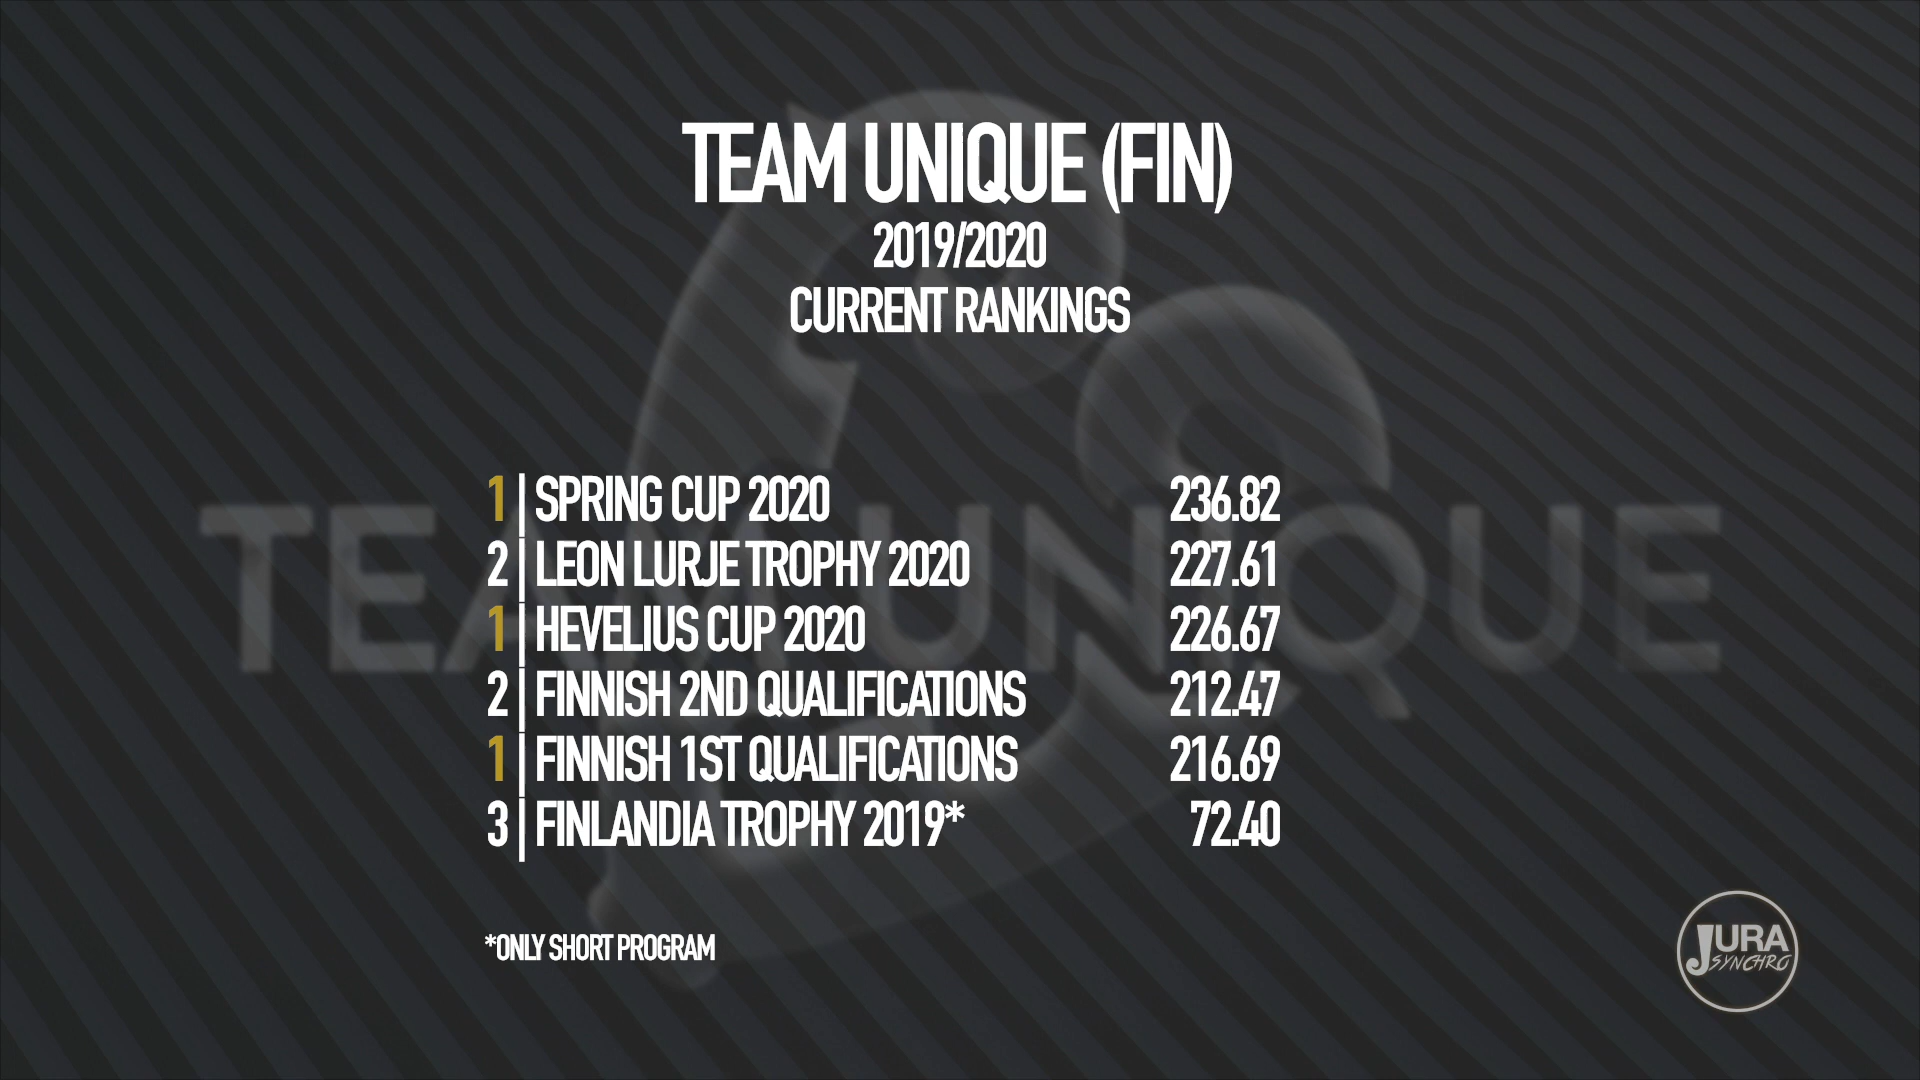 TEAM UNIQUE (FIN)
2019/2020
CURRENT RANKINGS
1 | SPRING CUP 2020 236.82
2 | LEON LURJE TROPHY 2020 227.61
1 | HEVELIUS CUP 2020 226.67
2 | FINNISH 2ND QUALIFICATIONS 212.47
1 | FINNISH 1ST QUALIFICATIONS 216.69
3 | FINLANDIA TROPHY 2019* 72.40
*ONLY SHORT PROGRAM
TEAM UNIQUE
JURA
SYNCHRO